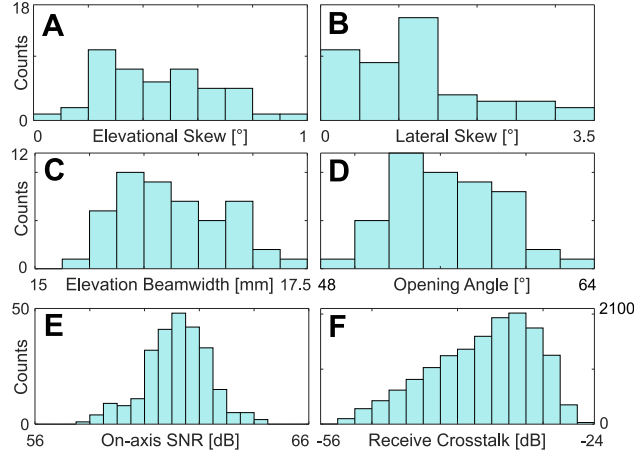 18
A
B
Counts
0
0 Elevational Skew [°] 1
0 Lateral Skew [°] 3.5
12
C
D
Counts
0
15 Elevation Beamwidth [mm] 17.5
48 Opening Angle [°] 64
50
E
F
2100
Counts
0
0
56 On-axis SNR [dB] 66
-56 Receive Crosstalk [dB] -24